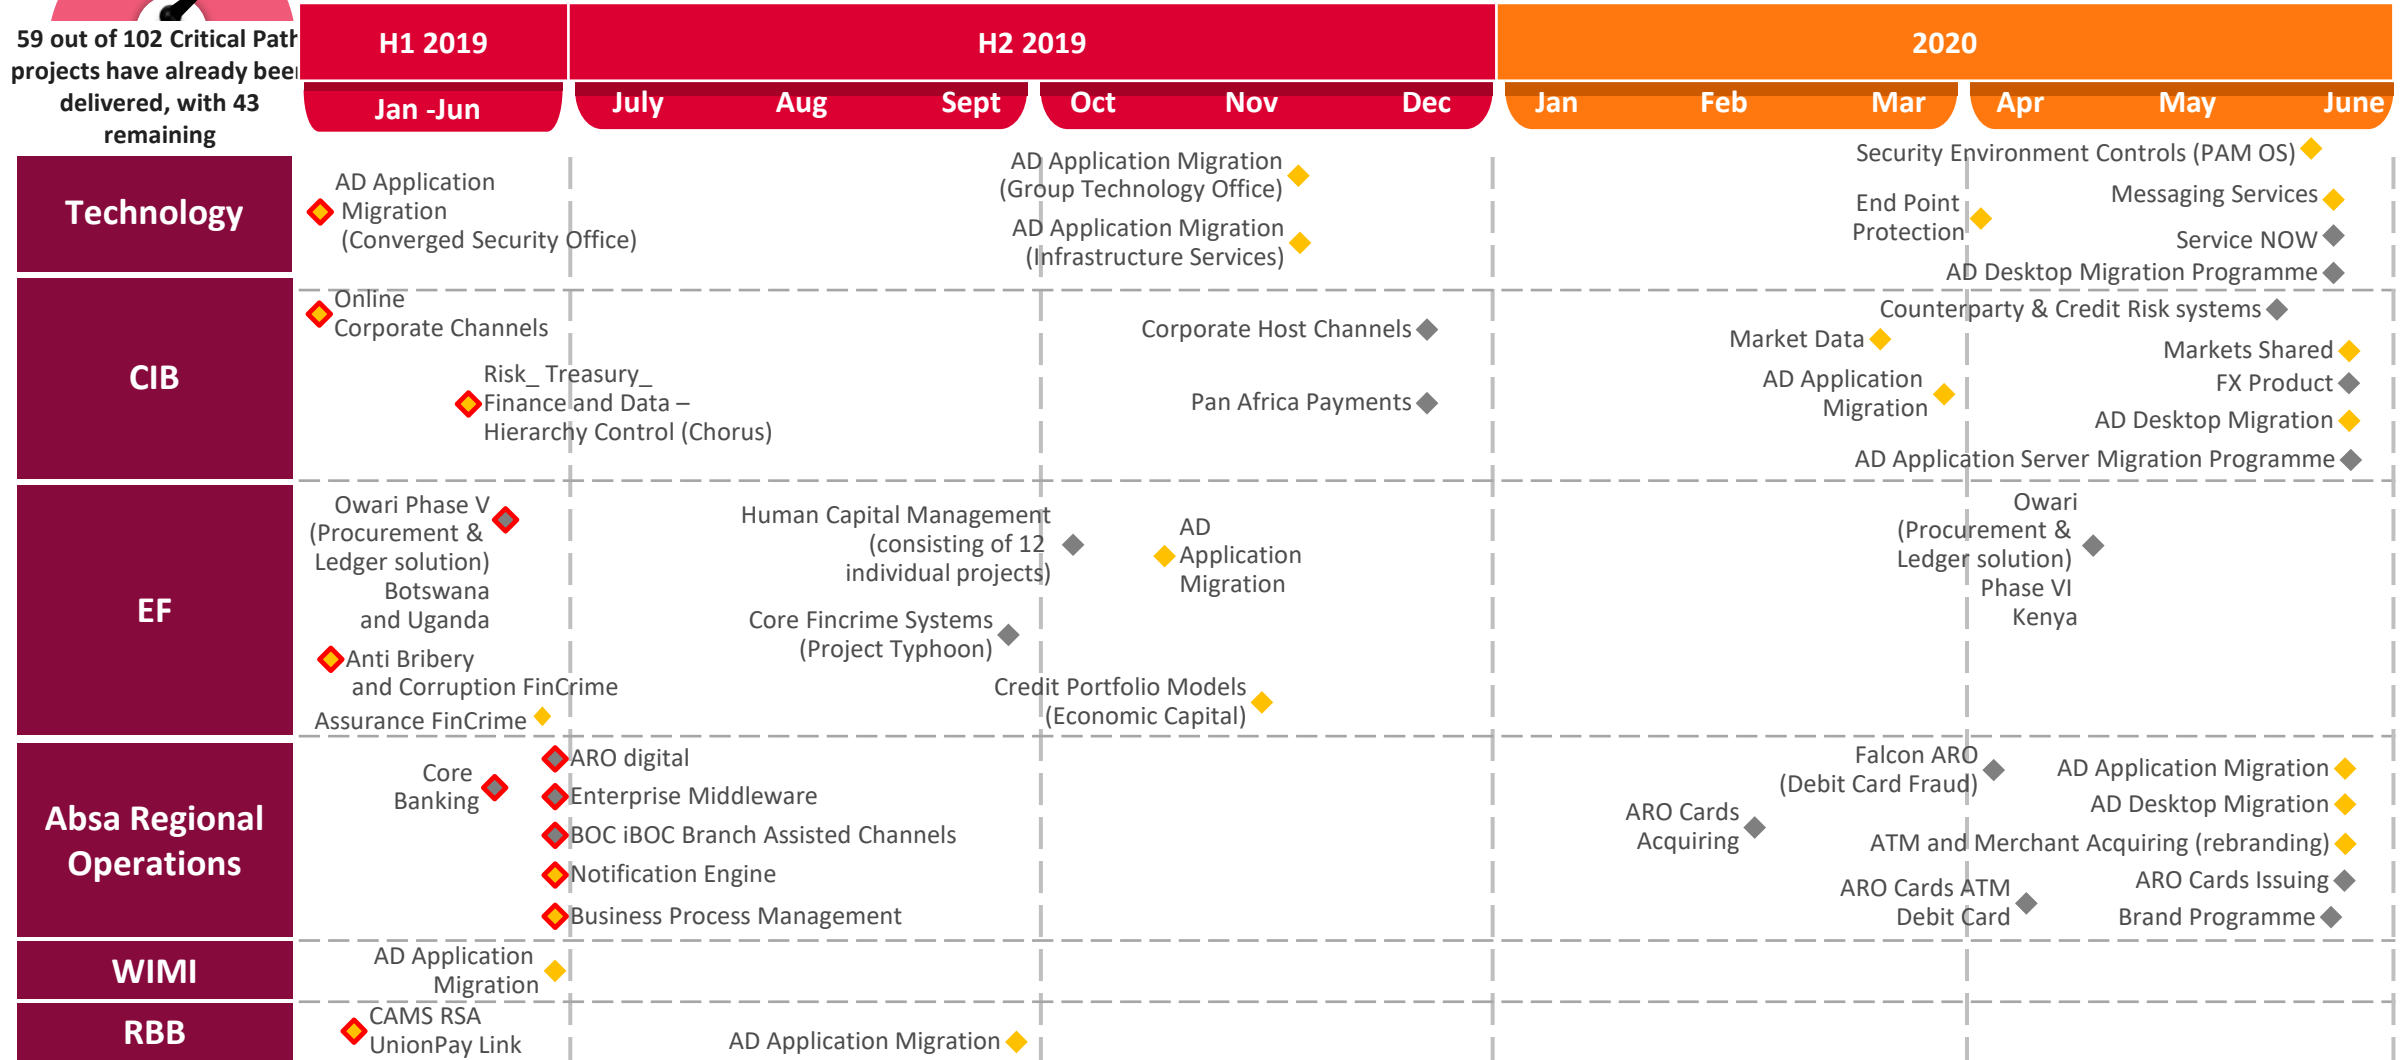 59 out of 102 Critical Path
projects have already been
delivered, with 43
remaining
H1 2019
H2 2019
2020
Jan -Jun
July
Aug
Sept
Oct
Nov
Dec
Jan
Feb
Mar
Apr
May
June
Technology
AD Application
Migration
(Converged Security Office)
AD Application Migration
(Group Technology Office)
AD Application Migration
(Infrastructure Services)
Security Environment Controls (PAM OS)
End Point
Protection
Messaging Services
Service NOW
AD Desktop Migration Programme
CIB
Online
Corporate Channels
Risk_ Treasury_
Finance and Data –
Hierarchy Control (Chorus)
Corporate Host Channels
Pan Africa Payments
Counterparty & Credit Risk systems
Market Data
AD Application
Migration
Markets Shared
FX Product
AD Desktop Migration
AD Application Server Migration Programme
EF
Owari Phase V
(Procurement &
Ledger solution)
Botswana
and Uganda
Anti Bribery
and Corruption FinCrime
Assurance FinCrime
Human Capital Management
(consisting of 12
individual projects)
Core Fincrime Systems
(Project Typhoon)
AD
Application
Migration
Credit Portfolio Models
(Economic Capital)
Owari
(Procurement &
Ledger solution)
Phase VI
Kenya
Absa Regional
Operations
Core
Banking
ARO digital
Enterprise Middleware
BOC iBOC Branch Assisted Channels
Notification Engine
Business Process Management
ARO Cards
Acquiring
Falcon ARO
(Debit Card Fraud)
ARO Cards ATM
Debit Card
AD Application Migration
AD Desktop Migration
ATM and Merchant Acquiring (rebranding)
ARO Cards Issuing
Brand Programme
WIMI
AD Application
Migration
RBB
CAMS RSA
UnionPay Link
AD Application Migration